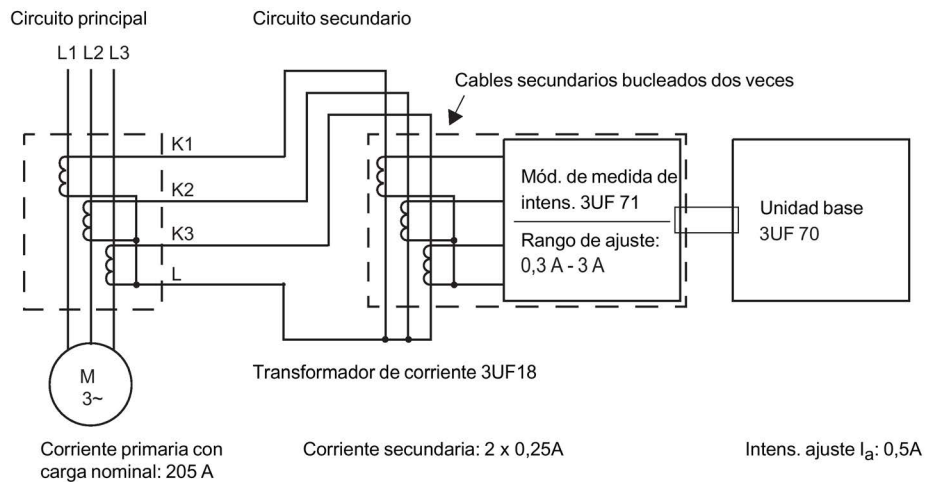 Circuito principal
Circuito secundario
L1 L2 L3
Cables secundarios bucleados dos veces
K1
K2
K3
L
Mód. de medida de
intens. 3UF 71
Rango de ajuste:
0,3 A - 3 A
Unidad base
3UF 70
Transformador de corriente 3UF18
M
3~
Corriente primaria con
carga nominal: 205 A
Corriente secundaria: 2 x 0,25A
Intens. ajuste Ia: 0,5A